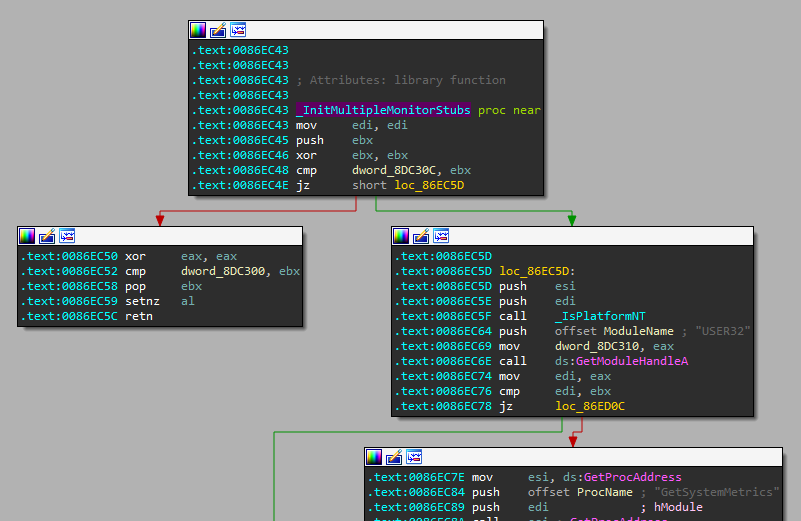 .text:0086EC43
.text:0086EC43
.text:0086EC43 ; Attributes: library function
.text:0086EC43
.text:0086EC43 _InitMultipleMonitorStubs proc near
.text:0086EC43 mov edi, edi
.text:0086EC45 push ebx
.text:0086EC46 xor ebx, ebx
.text:0086EC48 cmp dword_8DC30C, ebx
.text:0086EC4E jz short loc_86EC5D
.text:0086EC50 xor eax, eax
.text:0086EC52 cmp dword_8DC300, ebx
.text:0086EC58 pop ebx
.text:0086EC59 setnz al
.text:0086EC5C retn
.text:0086EC5D
.text:0086EC5D loc_86EC5D:
.text:0086EC5D push esi
.text:0086EC5E push edi
.text:0086EC5F call _IsPlatformNT
.text:0086EC64 push offset ModuleName ; "USER32"
.text:0086EC69 mov dword_8DC310, eax
.text:0086EC6E call ds:GetModuleHandleA
.text:0086EC74 mov edi, eax
.text:0086EC76 cmp edi, ebx
.text:0086EC78 jz loc_86ED0C
.text:0086EC7E mov esi, ds:GetProcAddress
.text:0086EC84 push offset ProcName ; "GetSystemMetrics"
.text:0086EC89 push edi ; hModule
.text:0086EC8A call esi ; GetProcAddress